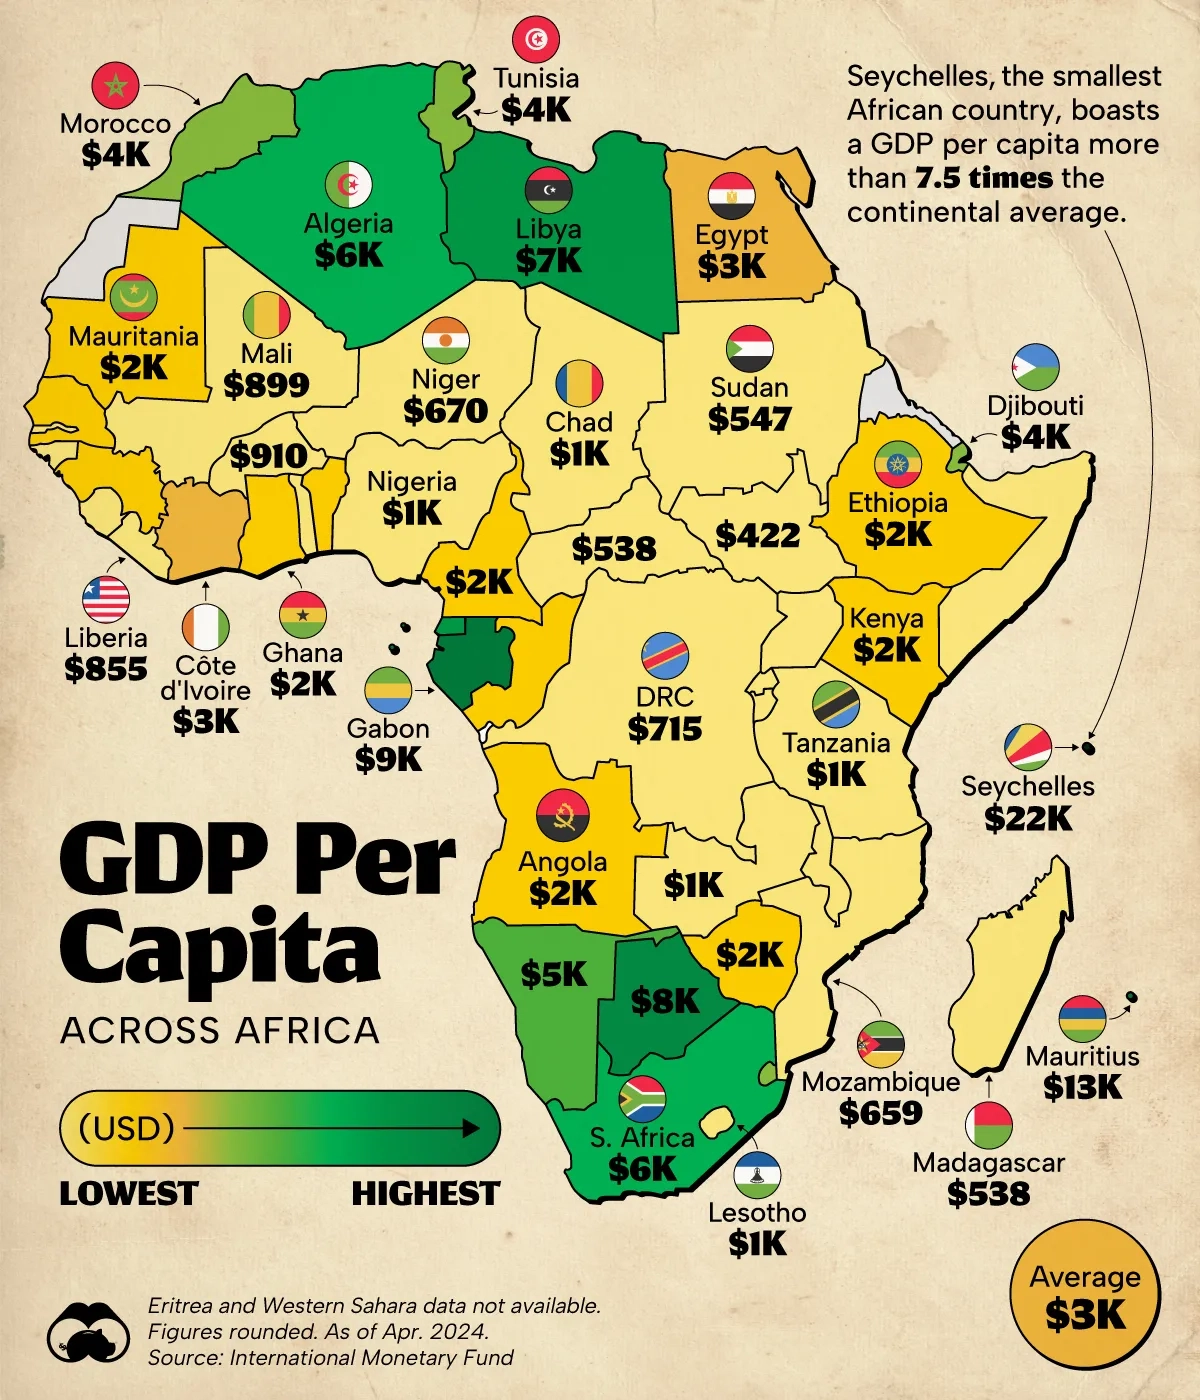 Tunisia
$4K
Morocco
$4K
Seychelles, the smallest
African country, boasts
a GDP per capita more
than 7.5 times the
continental average.
Algeria
$6K
Libya
$7K
Egypt
$3K
Mauritania
$2K
Mali
$899
Niger
$670
Chad
$1K
Sudan
$547
Djibouti
$4K
$910
Nigeria
$1K
Ethiopia
$2K
$538
$422
$2K
Liberia
$855
Côte
d'Ivoire
$3K
Ghana
$2K
Gabon
$9K
Kenya
$2K
DRC
$715
Tanzania
$1K
Seychelles
$22K
GDP Per
Capita
ACROSS AFRICA
Angola
$2K
$1K
$5K
$8K
$2K
Mozambique
$659
Mauritius
$13K
Madagascar
$538
S. Africa
$6K
Lesotho
$1K
(USD)
LOWEST
HIGHEST
Average
$3K
Eritrea and Western Sahara data not available.
Figures rounded. As of Apr. 2024.
Source: International Monetary Fund